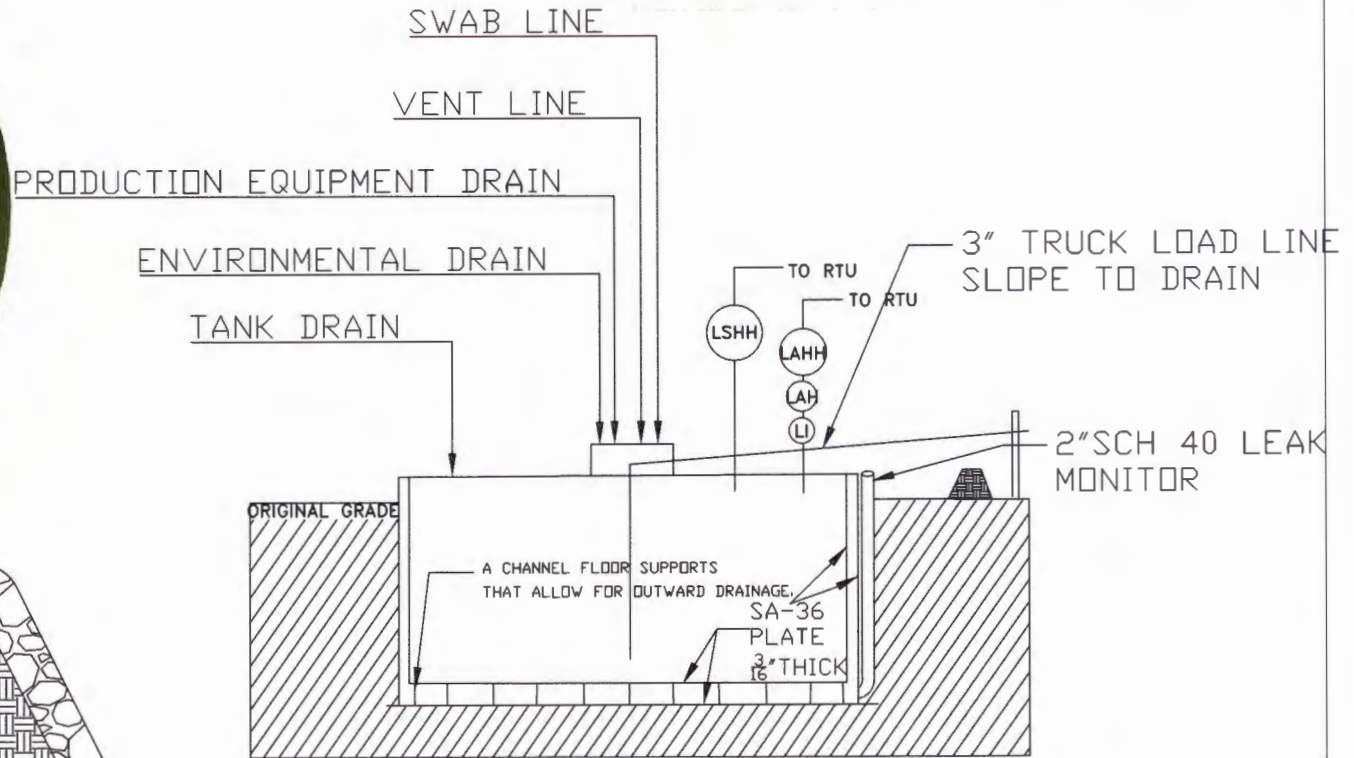 SWAB LINE
VENT LINE
PRODUCTION EQUIPMENT DRAIN
ENVIRONMENTAL DRAIN
TANK DRAIN
TO RTU
TO RTU
LSHH
LAHH
LAH
LI
3" TRUCK LOAD LINE
SLOPE TO DRAIN
2"SCH 40 LEAK
MONITOR
ORIGINAL GRADE
A CHANNEL FLOOR SUPPORTS
THAT ALLOW FOR OUTWARD DRAINAGE.
SA-36
PLATE
3/16"THICK